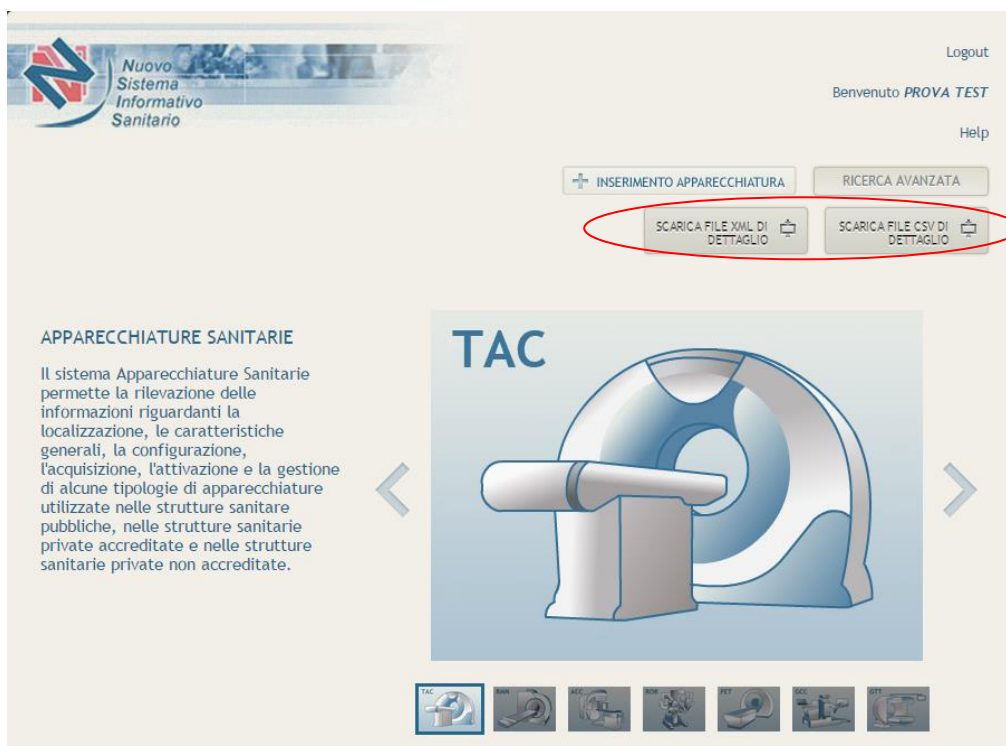 Nuovo
Sistema
Informativo
Sanitario
Logout
Benvenuto PROVA TEST
Help
INSERIMENTO APPARECCHIATURA
RICERCA AVANZATA
SCARICA FILE XML DI
DETTAGLIO
SCARICA FILE CSV DI
DETTAGLIO
APPARECCHIATURE SANITARIE
Il sistema Apparecchiature Sanitarie
permette la rilevazione delle
informazioni riguardanti la
localizzazione, le caratteristiche
generali, la configurazione,
l'acquisizione, l'attivazione e la gestione
di alcune tipologie di apparecchiature
utilizzate nelle strutture sanitare
pubbliche, nelle strutture sanitarie
private accreditate e nelle strutture
sanitarie private non accreditate.
TAC
TAC
RMN
ACC
ROB
PET
GCC
GTT